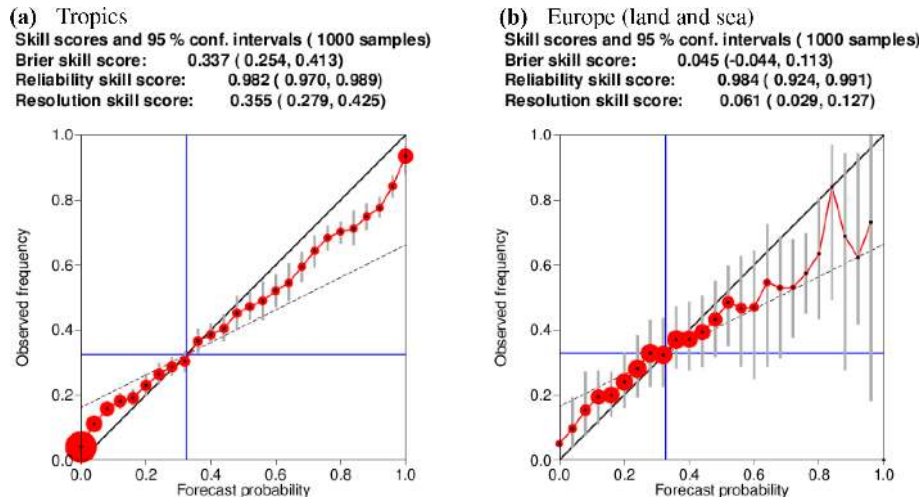 (a) Tropics
Skill scores and 95 % conf. intervals ( 1000 samples)
Brier skill score: 0.337 ( 0.254, 0.413)
Reliability skill score: 0.982 ( 0.970, 0.989)
Resolution skill score: 0.355 ( 0.279, 0.425)
1.0
0.8
0.6
0.4
0.2
0.0
Observed frequency
0.0 0.2 0.4 0.6 0.8 1.0
Forecast probability
(b) Europe (land and sea)
Skill scores and 95 % conf. intervals ( 1000 samples)
Brier skill score: 0.045 (-0.044, 0.113)
Reliability skill score: 0.984 ( 0.924, 0.991)
Resolution skill score: 0.061 ( 0.029, 0.127)
1.0
0.8
0.6
0.4
0.2
0.0
Observed frequency
0.0 0.2 0.4 0.6 0.8 1.0
Forecast probability